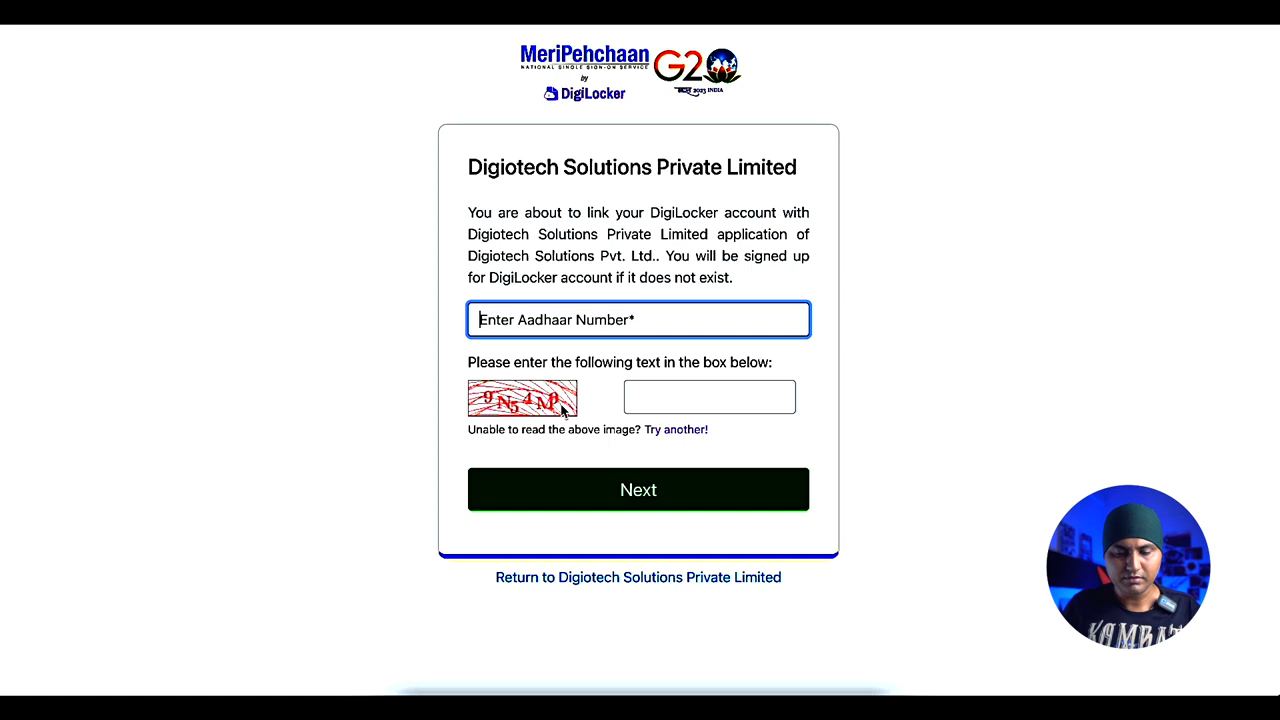 MeriPehchaan
NATIONAL SINGLE SIGN-ON SERVICE
by
DigiLocker
G20
2023 INDIA
Digiotech Solutions Private Limited
You are about to link your DigiLocker account with
Digiotech Solutions Private Limited application of
Digiotech Solutions Pvt. Ltd.. You will be signed up
for DigiLocker account if it does not exist.
Enter Aadhaar Number*
Please enter the following text in the box below:
Unable to read the above image? Try another!
Next
Return to Digiotech Solutions Private Limited
KOMBAT